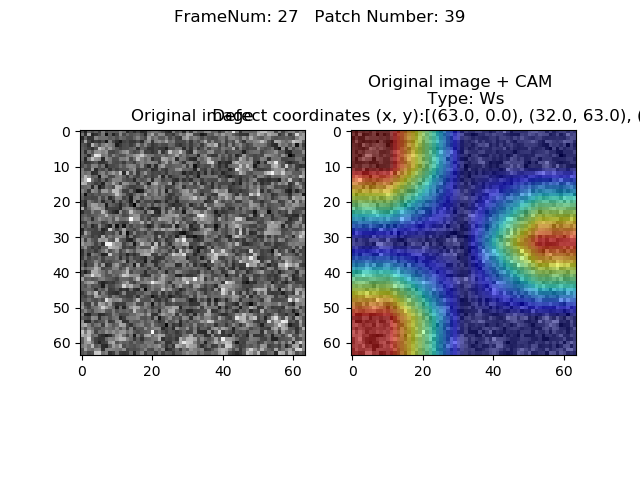 FrameNum: 27   Patch Number: 39
Original image + CAM
Type: Ws
Original image
Defect coordinates (x, y):[(63.0, 0.0), (32.0, 63.0), (
0
10
20
30
40
50
60
0 20 40 60
0
10
20
30
40
50
60
0 20 40 60